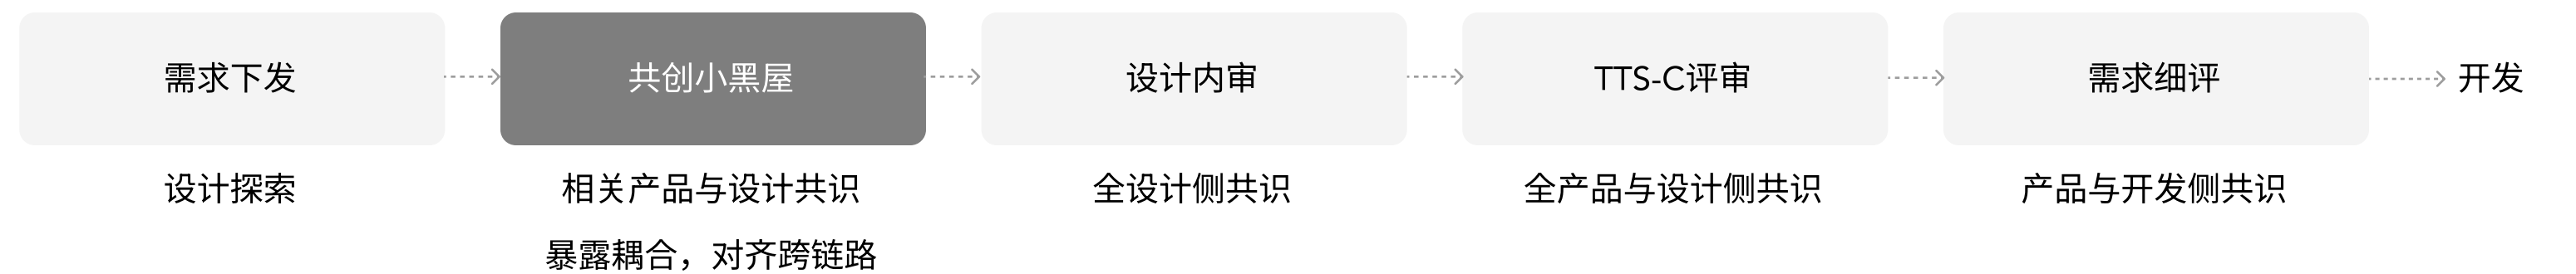 需求下发
共创小黑屋
设计内审
TTS-C评审
需求细评
开发
设计探索
相关产品与设计共识
全设计侧共识
全产品与设计侧共识
产品与开发侧共识
暴露耦合，对齐跨链路